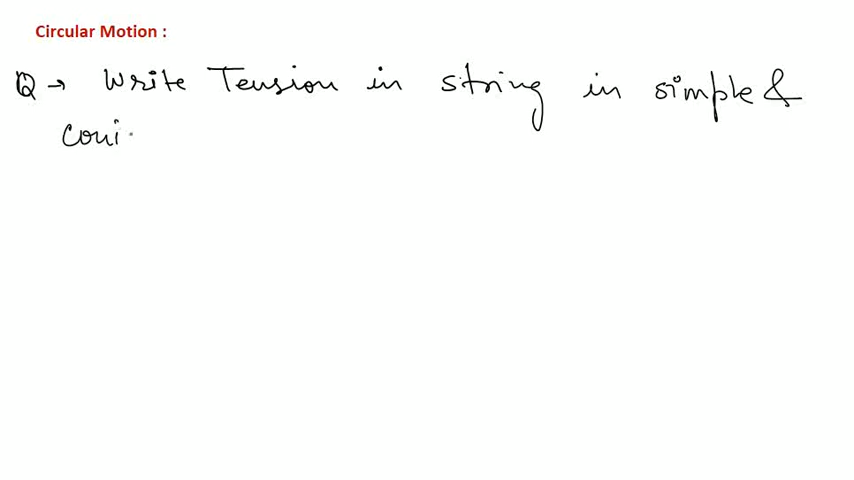 Circular Motion :
Q → Write Tension in string in simple &
coni